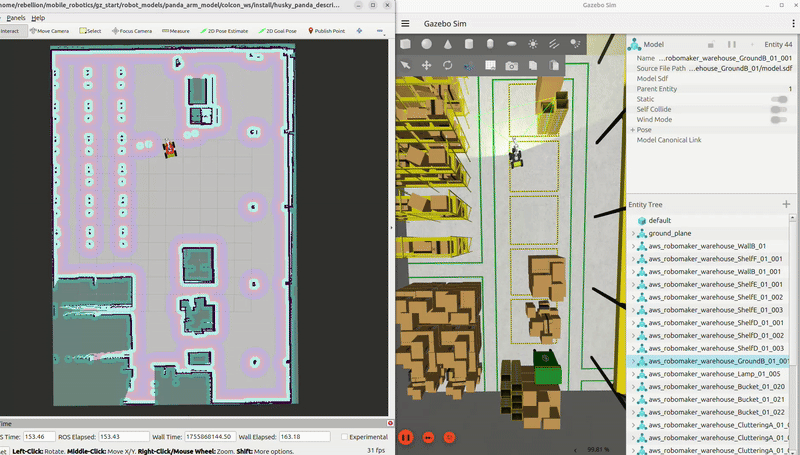 home/rebellion/mobile_robotics/gz_start/robot_models/panda_arm_model/colcon_ws/install/husky_panda_descri...
Panels Help
Interact Move Camera Select Focus Camera Measure 2D Pose Estimate 2D Goal Pose Publish Point
Time
S Time: 153.46 ROS Elapsed: 153.43 Wall Time: 1755868144.50 Wall Elapsed: 163.18 Experimental
Left-Click: Rotate. Middle-Click: Move X/Y. Right-Click/Mouse Wheel: Zoom. Shift: More options. 31 fps
Gazebo Sim
Gazebo Sim
99.81 %
Model Entity 44
Name ...robomaker_warehouse_GroundB_01_001
Source File Path ...ehouse_GroundB_01/model.sdf
Model Sdf
Parent Entity 1
Static
Self Collide
Wind Mode
Pose
Model Canonical Link
Entity Tree
default
ground_plane
aws_robomaker_warehouse_WallB_01
aws_robomaker_warehouse_ShelfF_01_001
aws_robomaker_warehouse_WallB_01_001
aws_robomaker_warehouse_ShelfE_01_001
aws_robomaker_warehouse_ShelfE_01_002
aws_robomaker_warehouse_ShelfE_01_003
aws_robomaker_warehouse_ShelfD_01_001
aws_robomaker_warehouse_ShelfD_01_002
aws_robomaker_warehouse_ShelfD_01_003
aws_robomaker_warehouse_GroundB_01_001
aws_robomaker_warehouse_Lamp_01_005
aws_robomaker_warehouse_Bucket_01_020
aws_robomaker_warehouse_Bucket_01_021
aws_robomaker_warehouse_Bucket_01_022
aws_robomaker_warehouse_ClutteringA_01_
aws_robomaker_warehouse_ClutteringA_01_